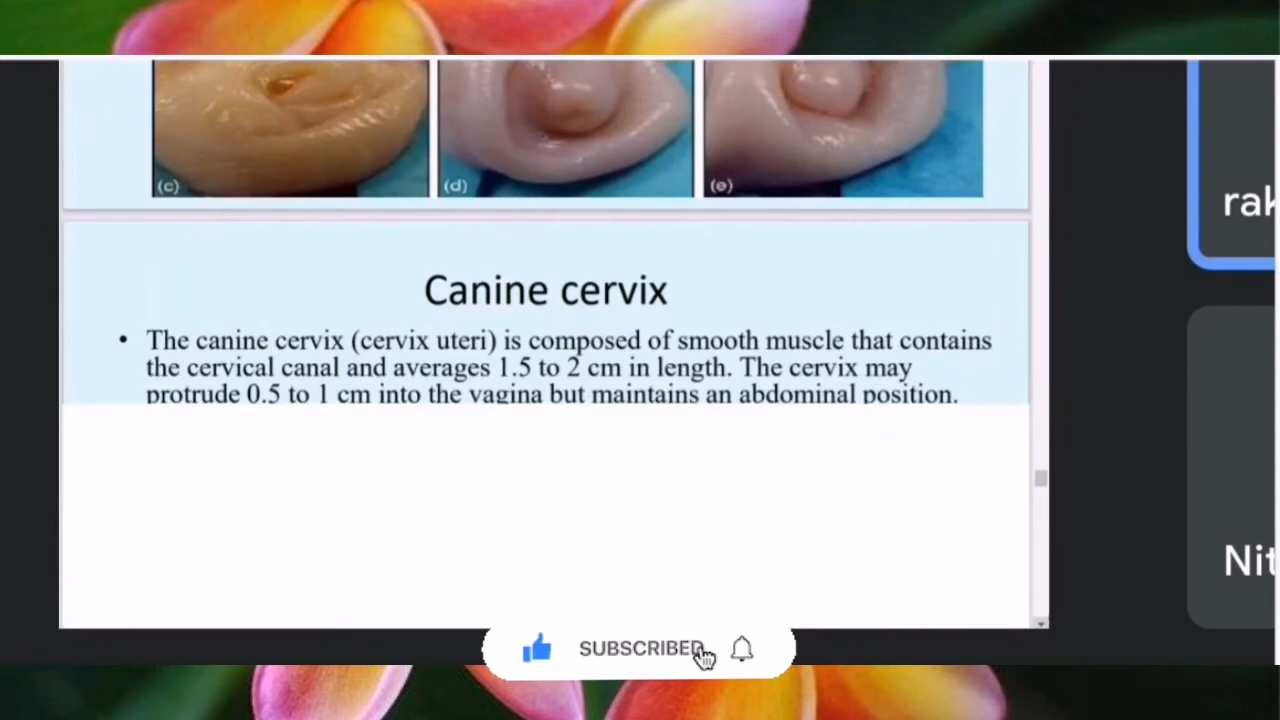 (c)
(d)
(e)
Canine cervix
• The canine cervix (cervix uteri) is composed of smooth muscle that contains
the cervical canal and averages 1.5 to 2 cm in length. The cervix may
protrude 0.5 to 1 cm into the vagina but maintains an abdominal position.
rak
Nit
SUBSCRIBED